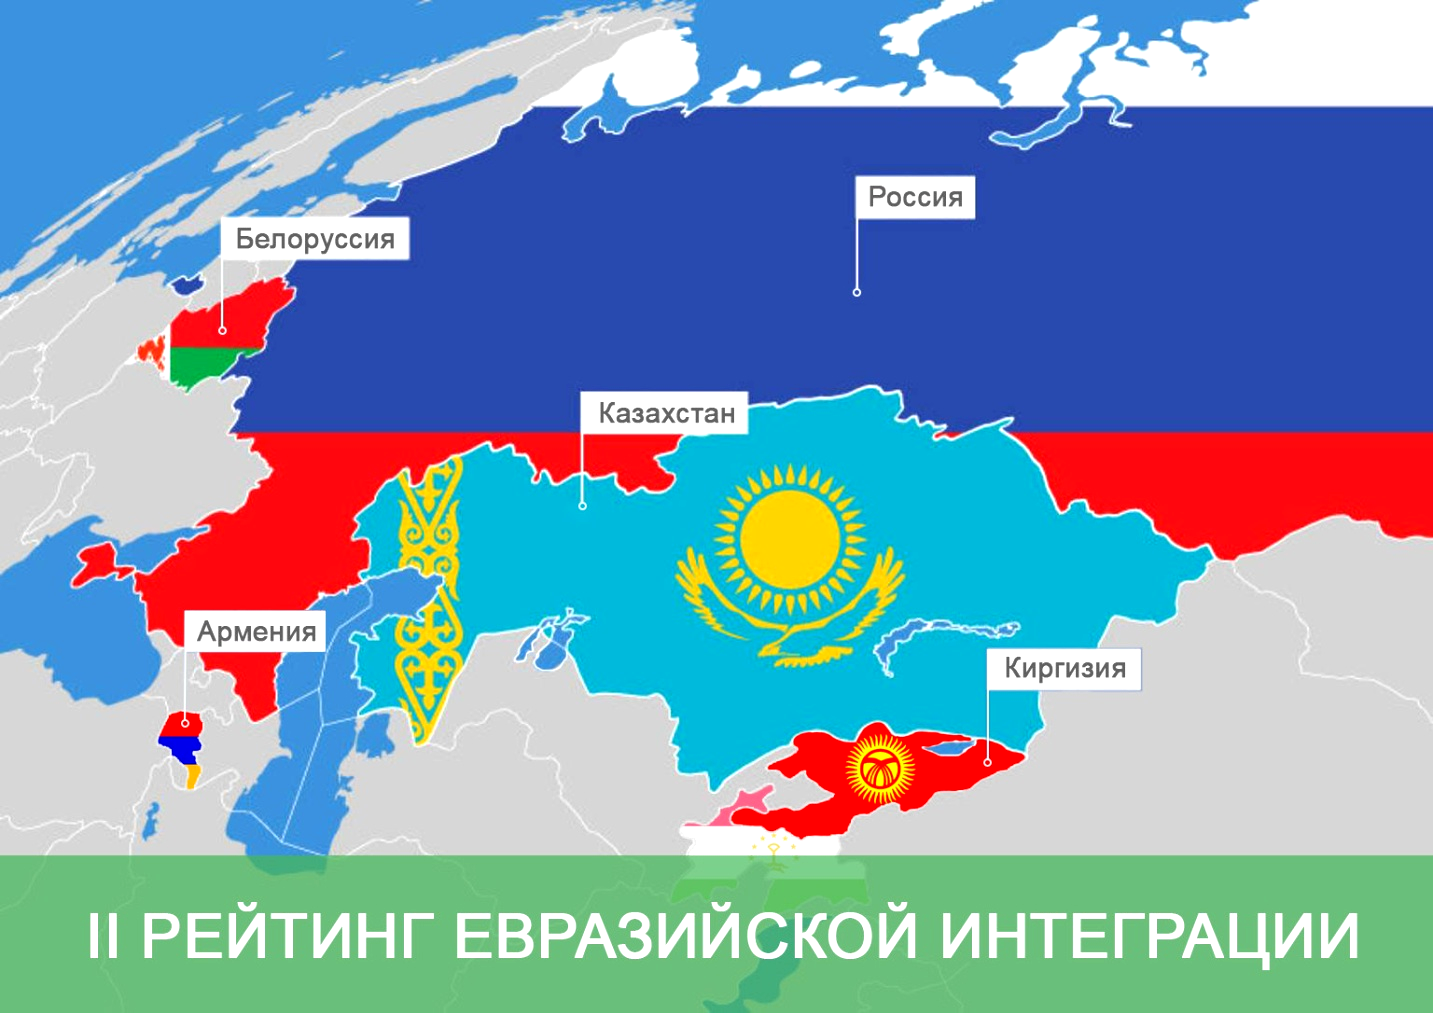 Россия
Белоруссия
Казахстан
Армения
Киргизия
II РЕЙТИНГ ЕВРАЗИЙСКОЙ ИНТЕГРАЦИИ